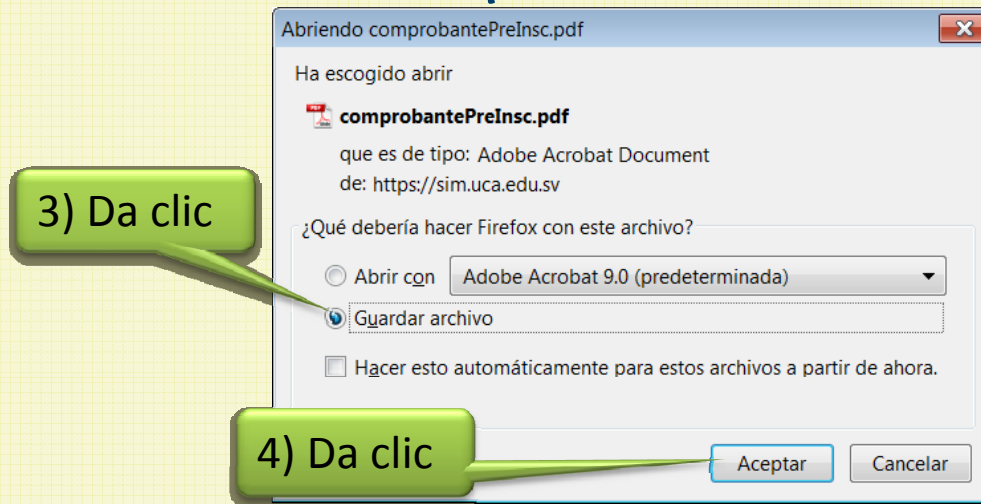 Abriendo comprobantePreInsc.pdf
Ha escogido abrir
comprobantePreInsc.pdf
que es de tipo: Adobe Acrobat Document
de: https://sim.uca.edu.sv
3) Da clic
¿Qué debería hacer Firefox con este archivo?
Abrir con Adobe Acrobat 9.0 (predeterminada)
Guardar archivo
Hacer esto automáticamente para estos archivos a partir de ahora.
4) Da clic
Aceptar Cancelar